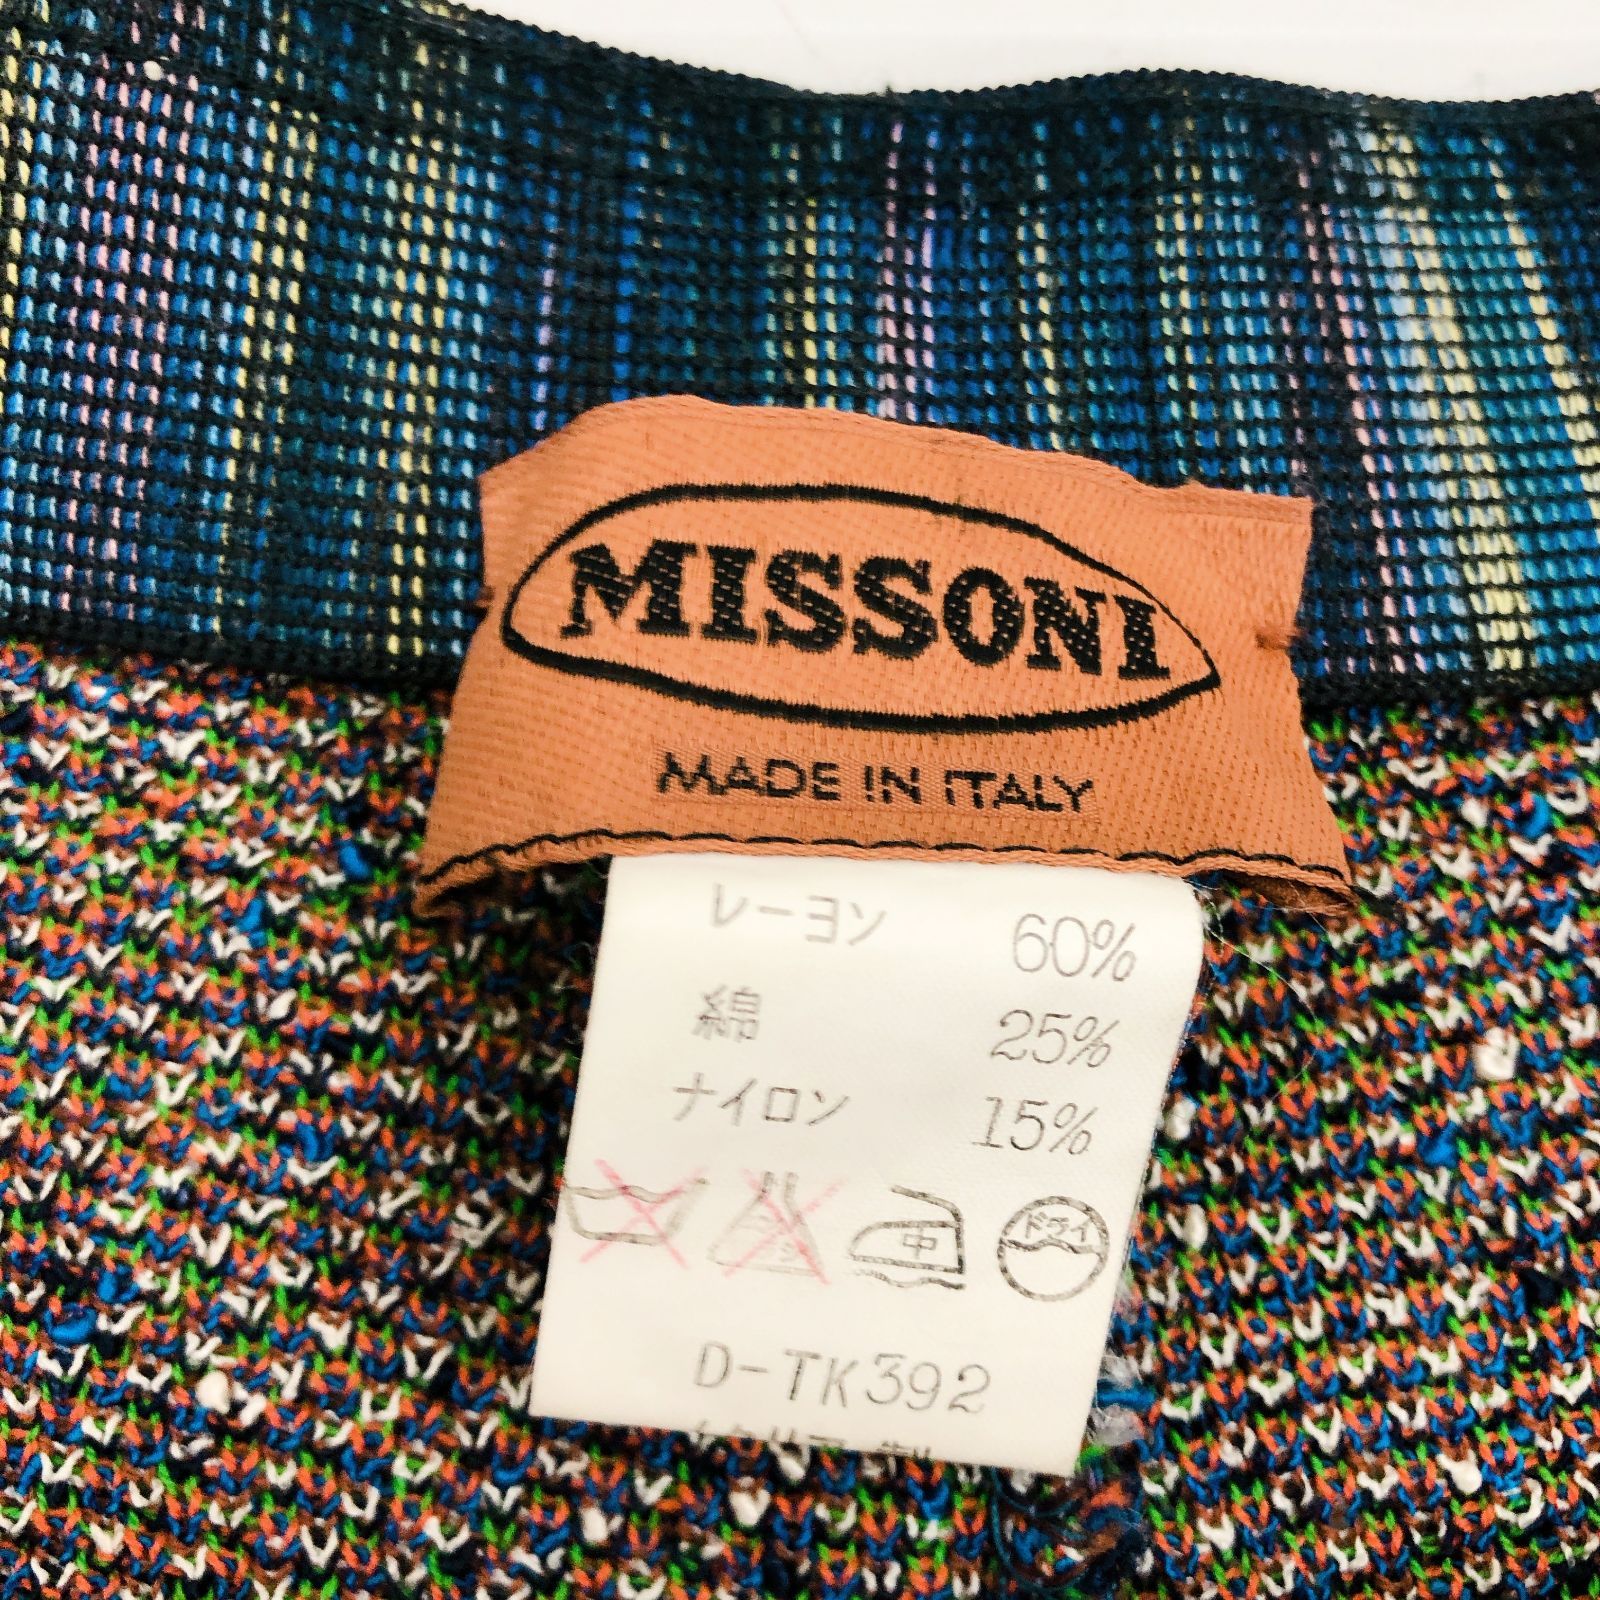 MISSONI
MADE IN ITALY
レーヨン 60%
綿 25%
ナイロン 15%
中 ドライ
D-TK392